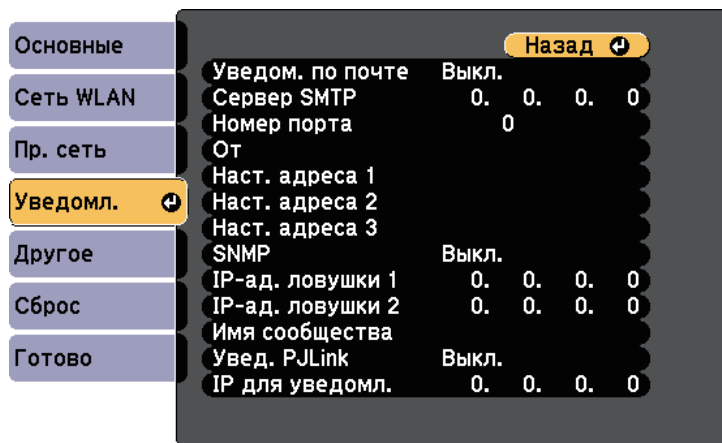 Основные
Сеть WLAN
Пр. сеть
Уведомл.
Другое
Сброс
Готово
Назад
Уведом. по почте Выкл.
Сервер SMTP 0. 0. 0. 0
Номер порта 0
От
Наст. адреса 1
Наст. адреса 2
Наст. адреса 3
SNMP Выкл.
IP-ад. ловушки 1 0. 0. 0. 0
IP-ад. ловушки 2 0. 0. 0. 0
Имя сообщества
Увед. PJLink Выкл.
IP для уведомл. 0. 0. 0. 0